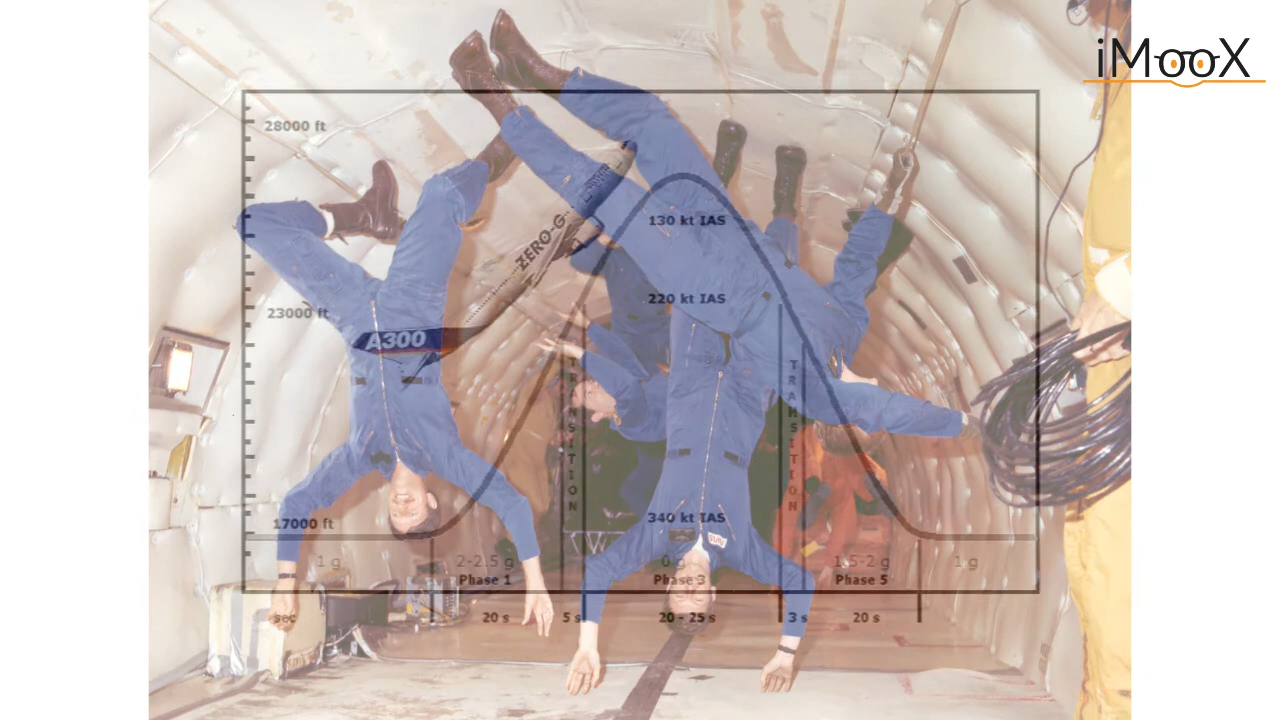 iMooX
28000 ft
ZERO-G
130 kt IAS
220 kt IAS
23000 ft
A300
TRANSITION
TRANSITION
17000 ft
340 kt IAS
1 g
2-2.5 g
0 g
1.5-2 g
1 g
Phase 1
Phase 3
Phase 5
sec
20 s
5 s
20 - 25 s
3 s
20 s